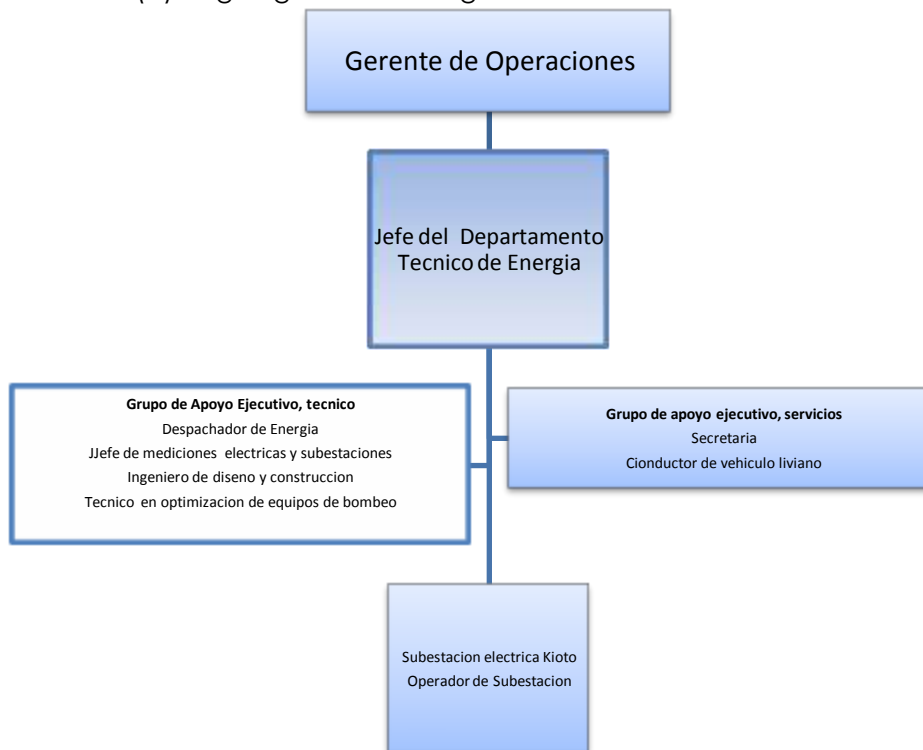 Gerente de Operaciones
Jefe del Departamento
Tecnico de Energia
Grupo de Apoyo Ejecutivo, tecnico
Despachador de Energia
JJefe de mediciones electricas y subestaciones
Ingeniero de diseno y construccion
Tecnico en optimizacion de equipos de bombeo
Grupo de apoyo ejecutivo, servicios
Secretaria
Cionductor de vehiculo liviano
Subestacion electrica Kioto
Operador de Subestacion